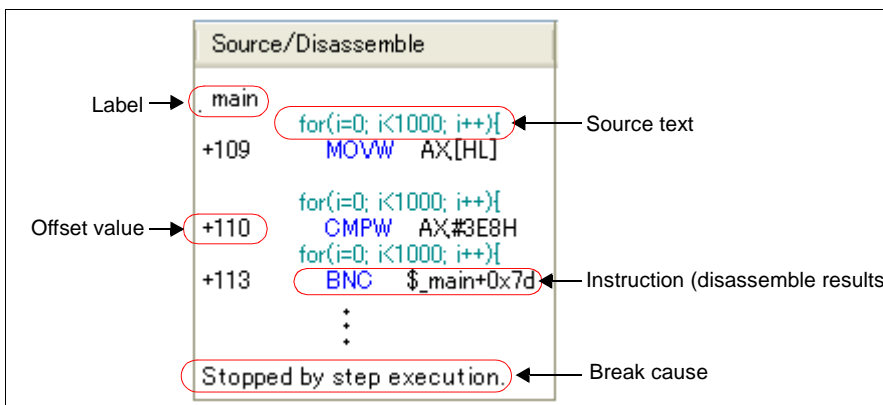 Source/Disassemble
Label
_main
for(i=0; i<1000; i++){
Source text
+109 MOVW AX,[HL]
for(i=0; i<1000; i++){
Offset value
+110 CMPW AX,#3E8H
for(i=0; i<1000; i++){
+113 BNC $_main+0x7d
Instruction (disassemble results
Stopped by step execution.
Break cause